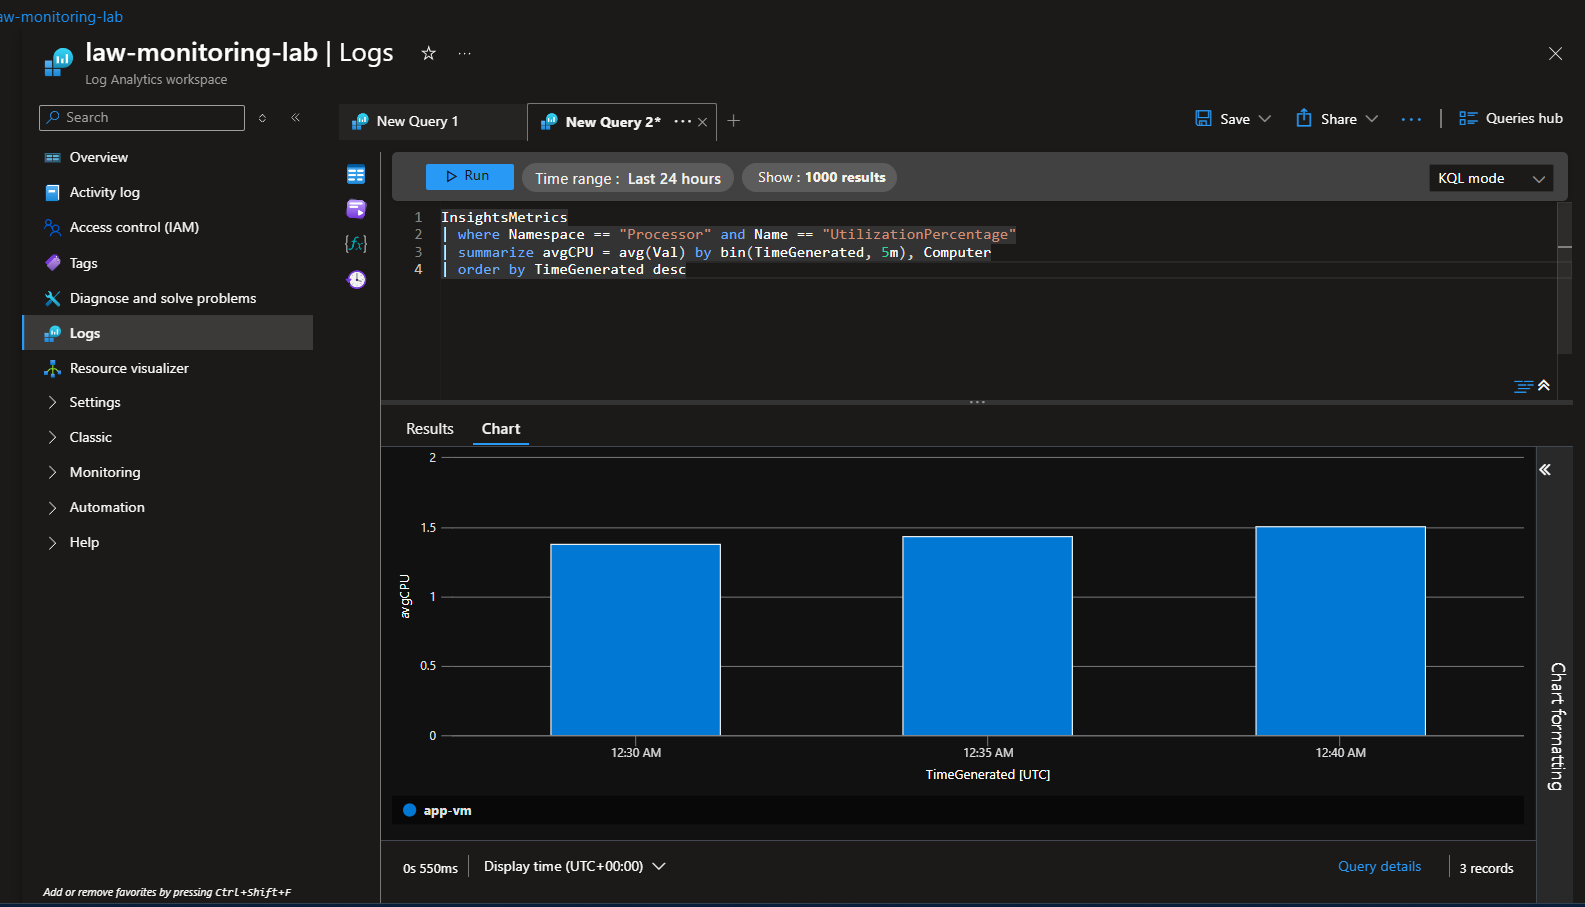 law-monitoring-lab
law-monitoring-lab | Logs
Log Analytics workspace
Search
Overview
Activity log
Access control (IAM)
Tags
Diagnose and solve problems
Logs
Resource visualizer
Settings
Classic
Monitoring
Automation
Help
Add or remove favorites by pressing Ctrl+Shift+F
New Query 1
New Query 2*
Save
Share
Queries hub
Run
Time range : Last 24 hours
Show : 1000 results
KQL mode
1 InsightsMetrics
2 | where Namespace == "Processor" and Name == "UtilizationPercentage"
3 | summarize avgCPU = avg(Val) by bin(TimeGenerated, 5m), Computer
4 | order by TimeGenerated desc
Results
Chart
2
1.5
1
0.5
0
avgCPU
12:30 AM
12:35 AM
12:40 AM
TimeGenerated [UTC]
app-vm
Chart formatting
0s 550ms
Display time (UTC+00:00)
Query details
3 records